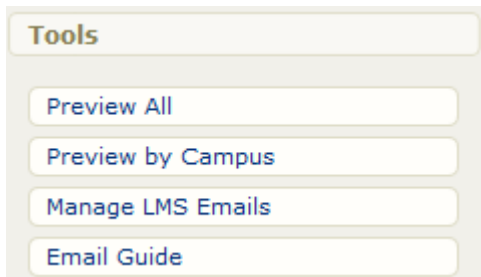 Tools
Preview All
Preview by Campus
Manage LMS Emails
Email Guide